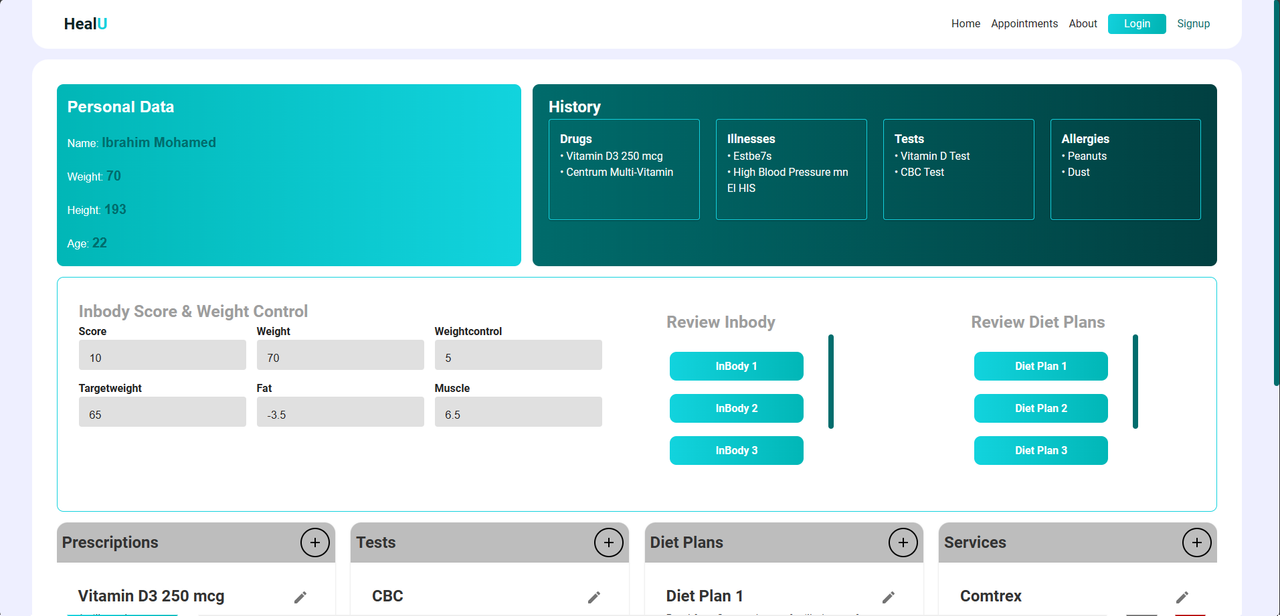 HealU
Home Appointments About Login Signup
Personal Data
Name: Ibrahim Mohamed
Weight: 70
Height: 193
Age: 22
History
Drugs
• Vitamin D3 250 mcg
• Centrum Multi-Vitamin
Illnesses
• Estbe7s
• High Blood Pressure mn
El HIS
Tests
• Vitamin D Test
• CBC Test
Allergies
• Peanuts
• Dust
Inbody Score & Weight Control
Score Weight Weightcontrol
10 70 5
Targetweight Fat Muscle
65 -3.5 6.5
Review Inbody
InBody 1
InBody 2
InBody 3
Review Diet Plans
Diet Plan 1
Diet Plan 2
Diet Plan 3
Prescriptions +
Vitamin D3 250 mcg
Tests +
CBC
Diet Plans +
Diet Plan 1
Services +
Comtrex